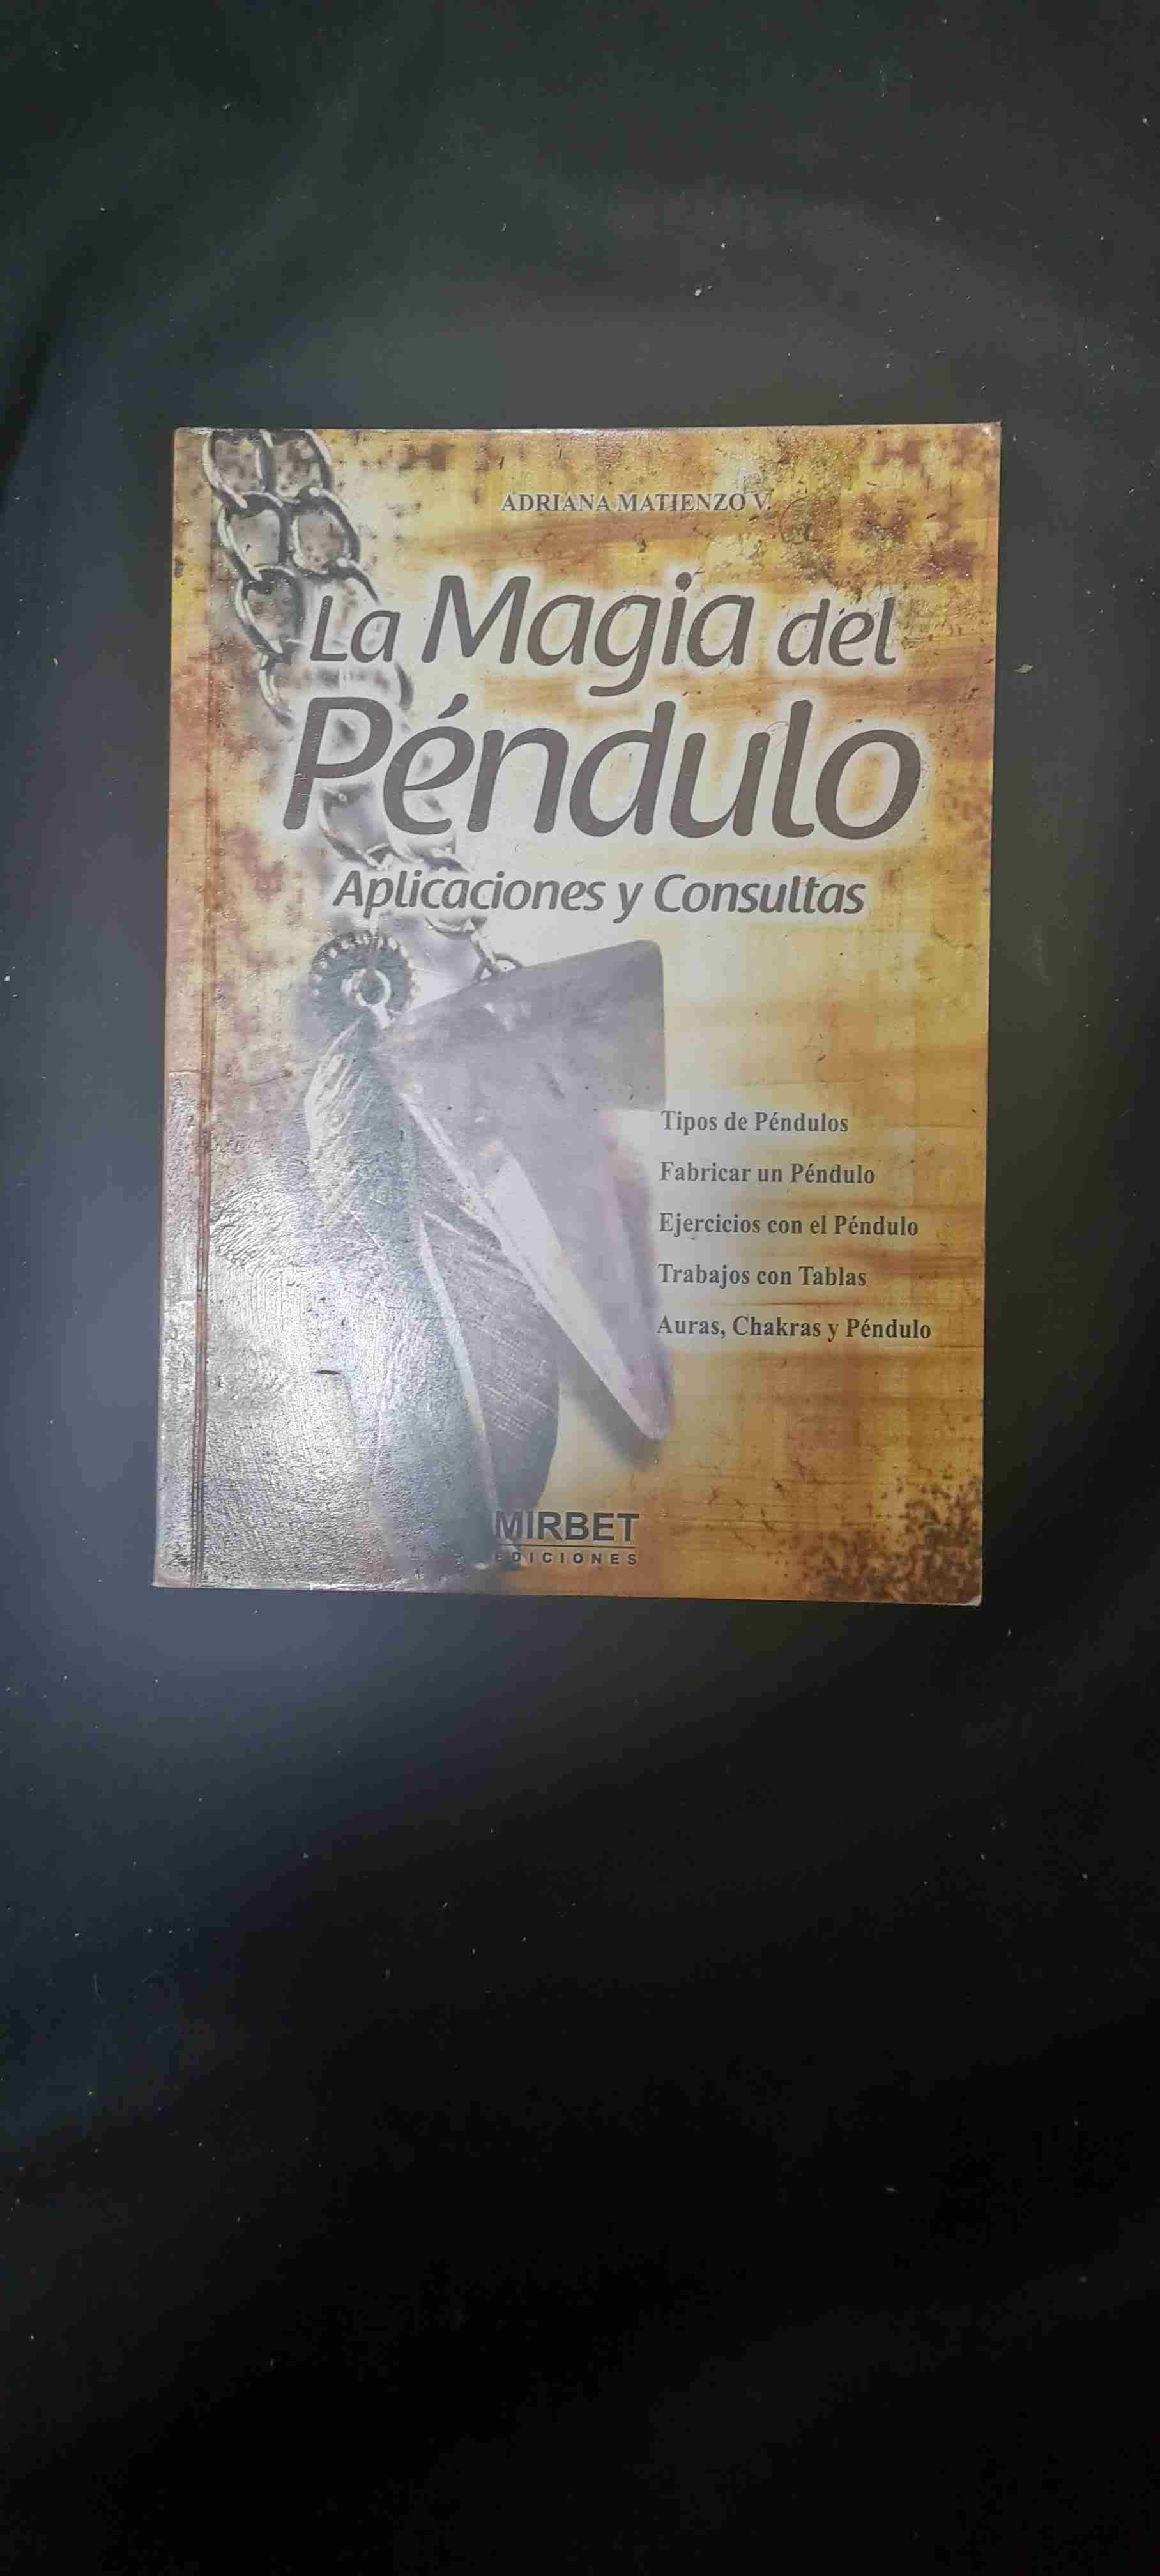 ADRIANA MATIENZO V.
La Magia del
Péndulo
Aplicaciones y Consultas
Tipos de Péndulos
Fabricar un Péndulo
Ejercicios con el Péndulo
Trabajos con Tablas
Auras, Chakras y Péndulo
MIRBET
EDICIONES